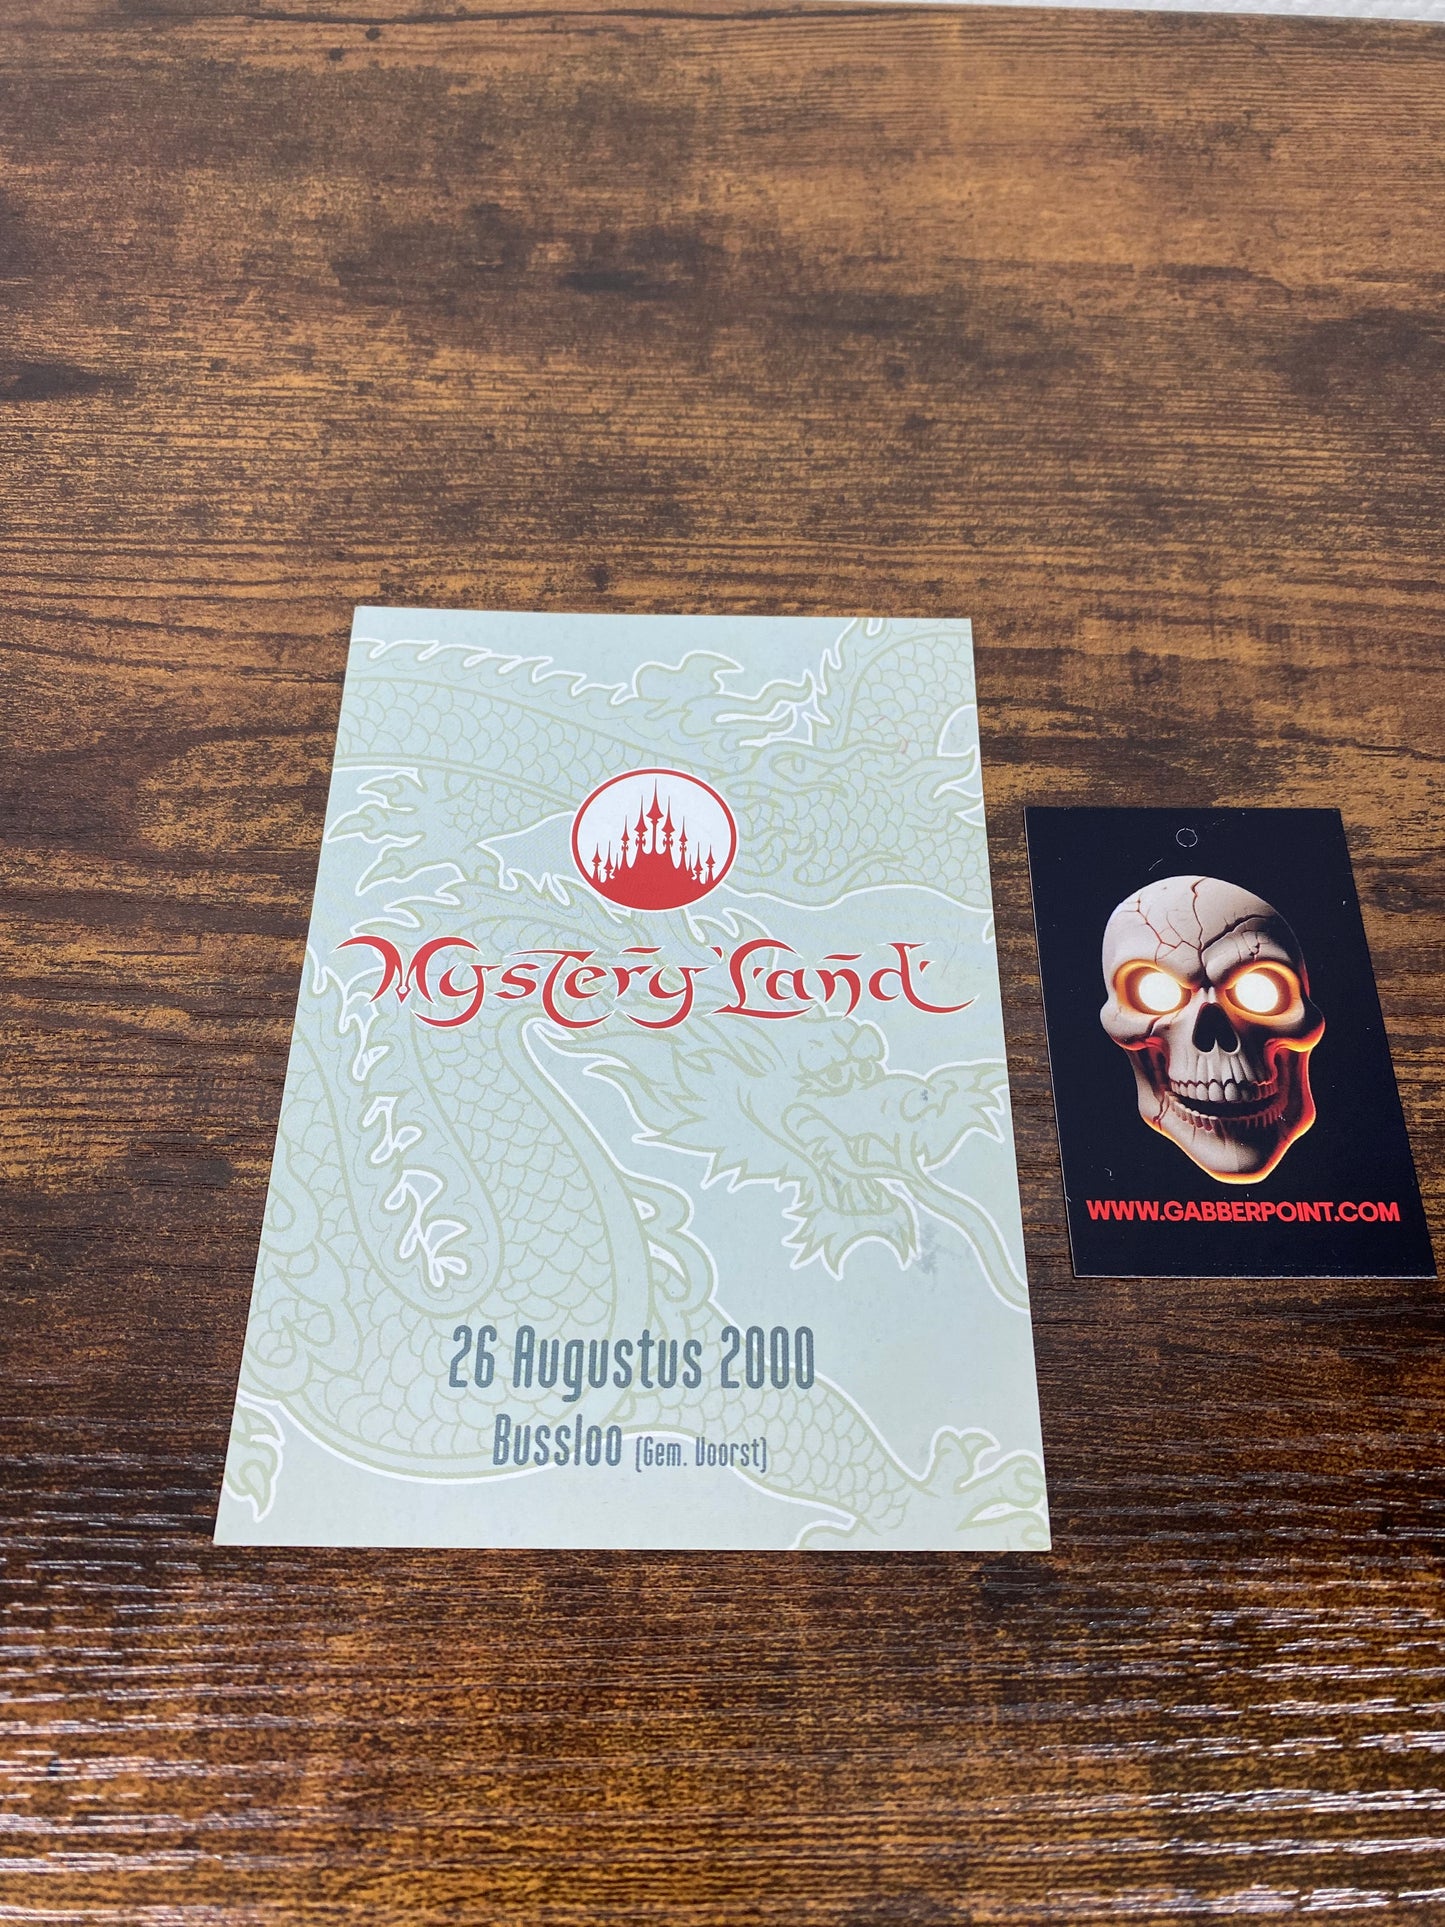 Mystery Land
26 Augustus 2000
Bussloo (Gem. Voorst)
WWW.GABBERPOINT.COM